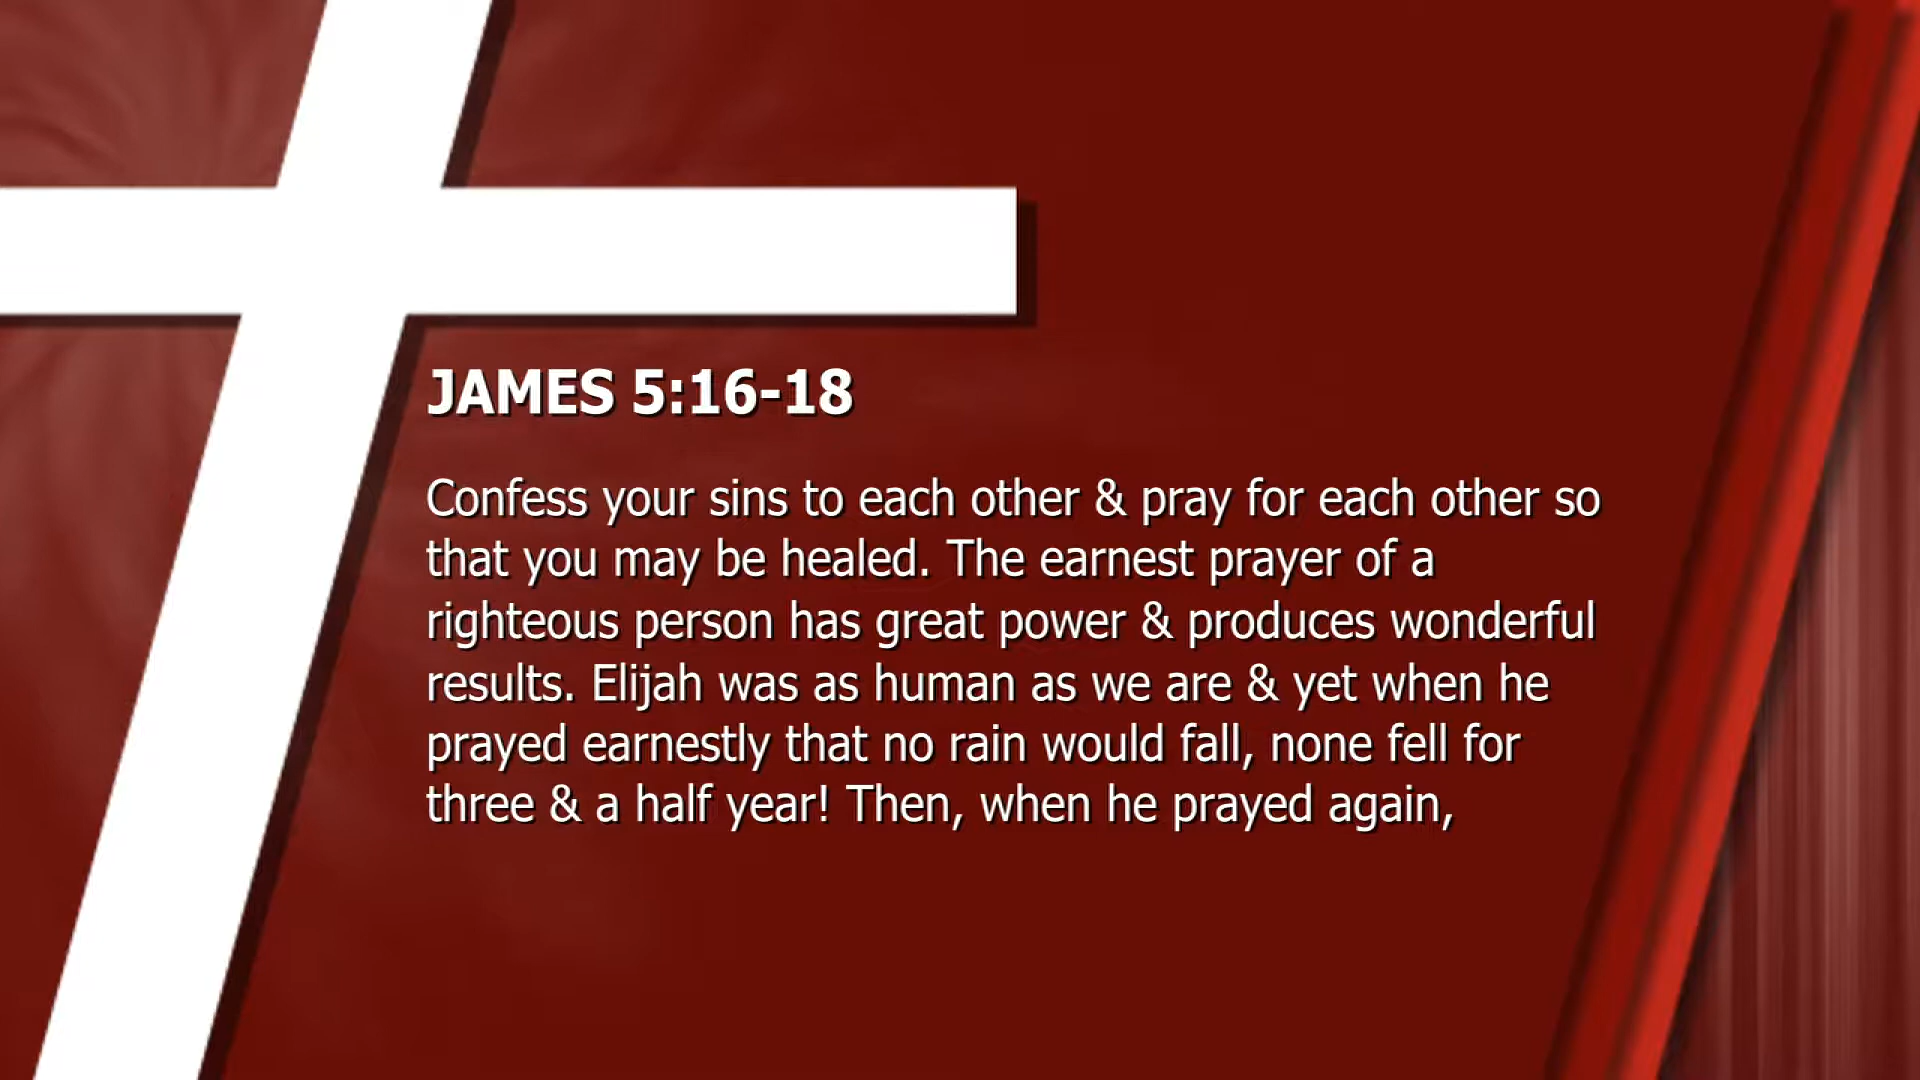 JAMES 5:16-18
Confess your sins to each other & pray for each other so
that you may be healed. The earnest prayer of a
righteous person has great power & produces wonderful
results. Elijah was as human as we are & yet when he
prayed earnestly that no rain would fall, none fell for
three & a half year! Then, when he prayed again,